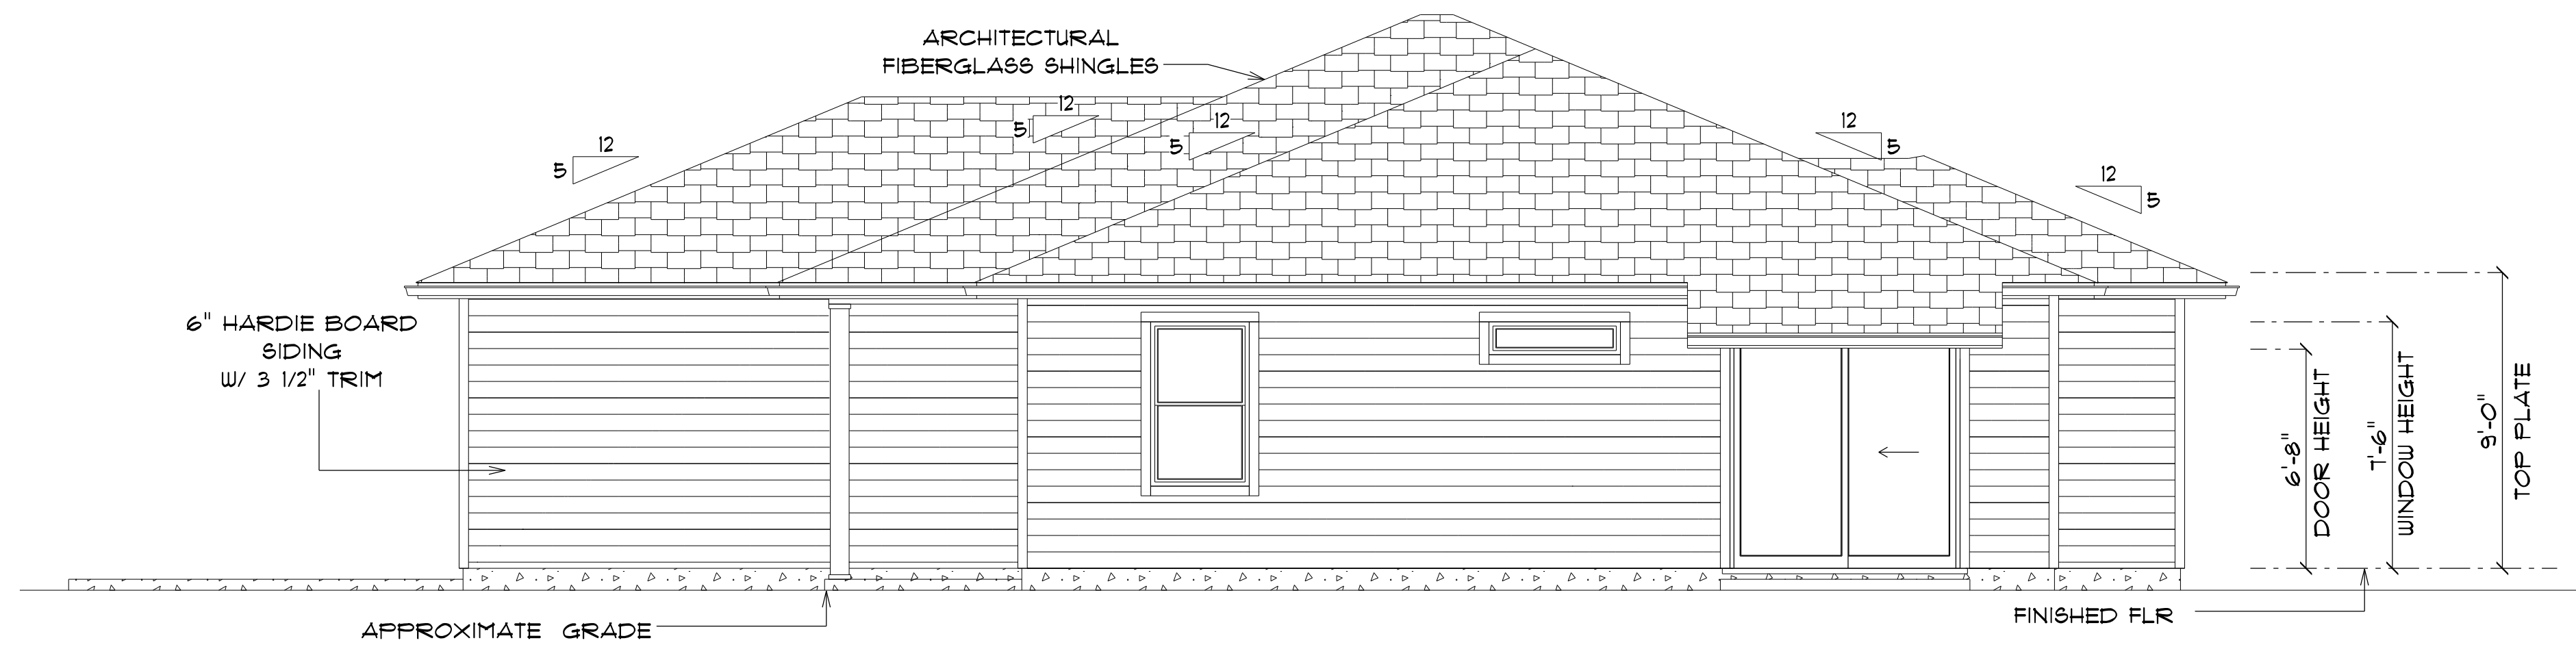 ARCHITECTURAL
FIBERGLASS SHINGLES
12
5
12
5
12
5
12
5
12
5
6" HARDIE BOARD
SIDING
W/ 3 1/2" TRIM
6'-8"
DOOR HEIGHT
7'-6"
WINDOW HEIGHT
9'-0"
TOP PLATE
APPROXIMATE GRADE
FINISHED FLR